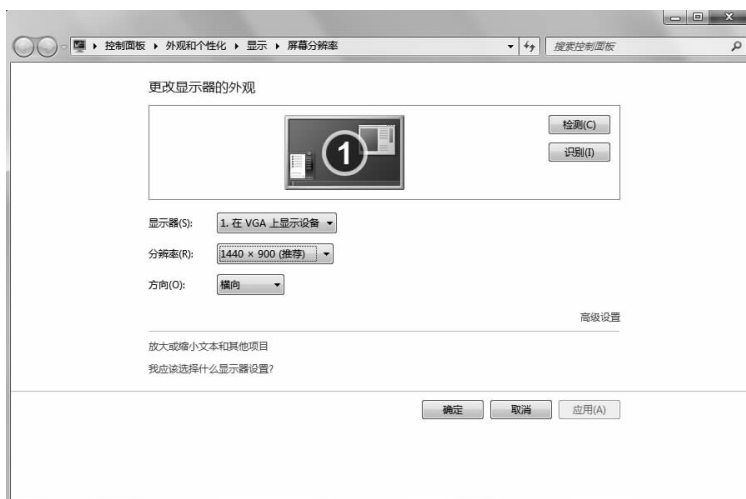 控制面板 ▸ 外观和个性化 ▸ 显示 ▸ 屏幕分辨率 搜索控制面板
更改显示器的外观
1
检测(C)
识别(I)
显示器(S): 1. 在 VGA 上显示设备
分辨率(R): 1440 × 900 (推荐)
方向(O): 横向
高级设置
放大或缩小文本和其他项目
我应该选择什么显示器设置?
确定 取消 应用(A)